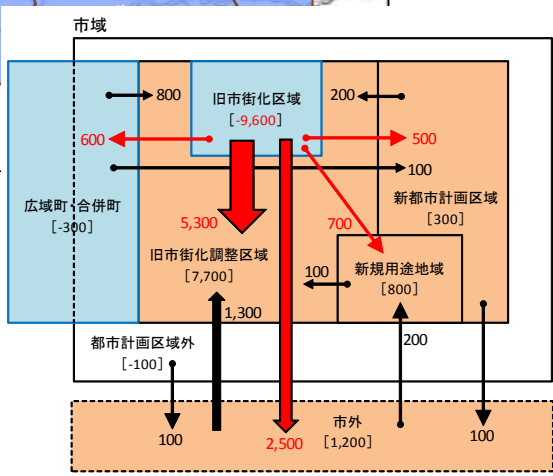 市域
800
旧市街化区域
[-9,600]
200
600
500
100
広域町・合併町
[-300]
新都市計画区域
[300]
5,300
700
旧市街化調整区域
[7,700]
新規用途地域
[800]
100
1,300
都市計画区域外
[-100]
200
市外
[1,200]
100
2,500
100